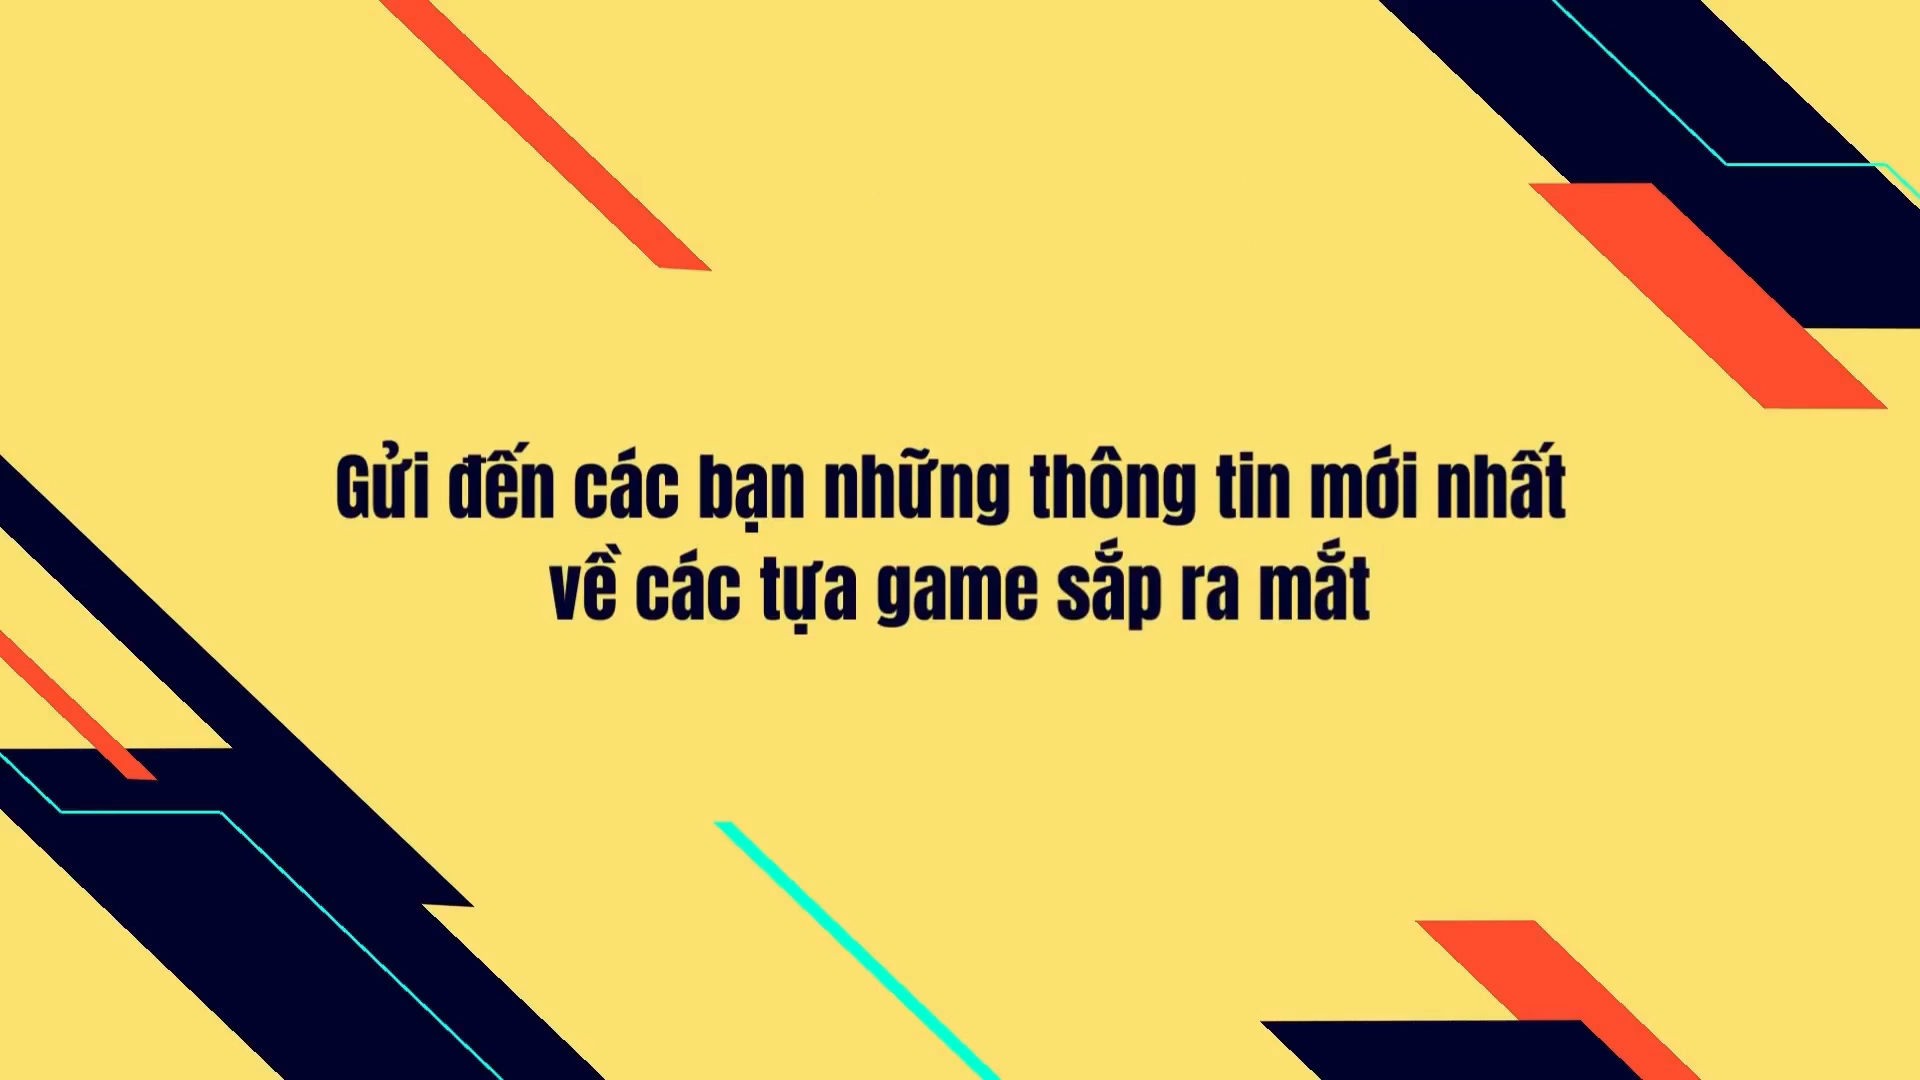 Gửi đến các bạn những thông tin mới nhất
về các tựa game sắp ra mắt